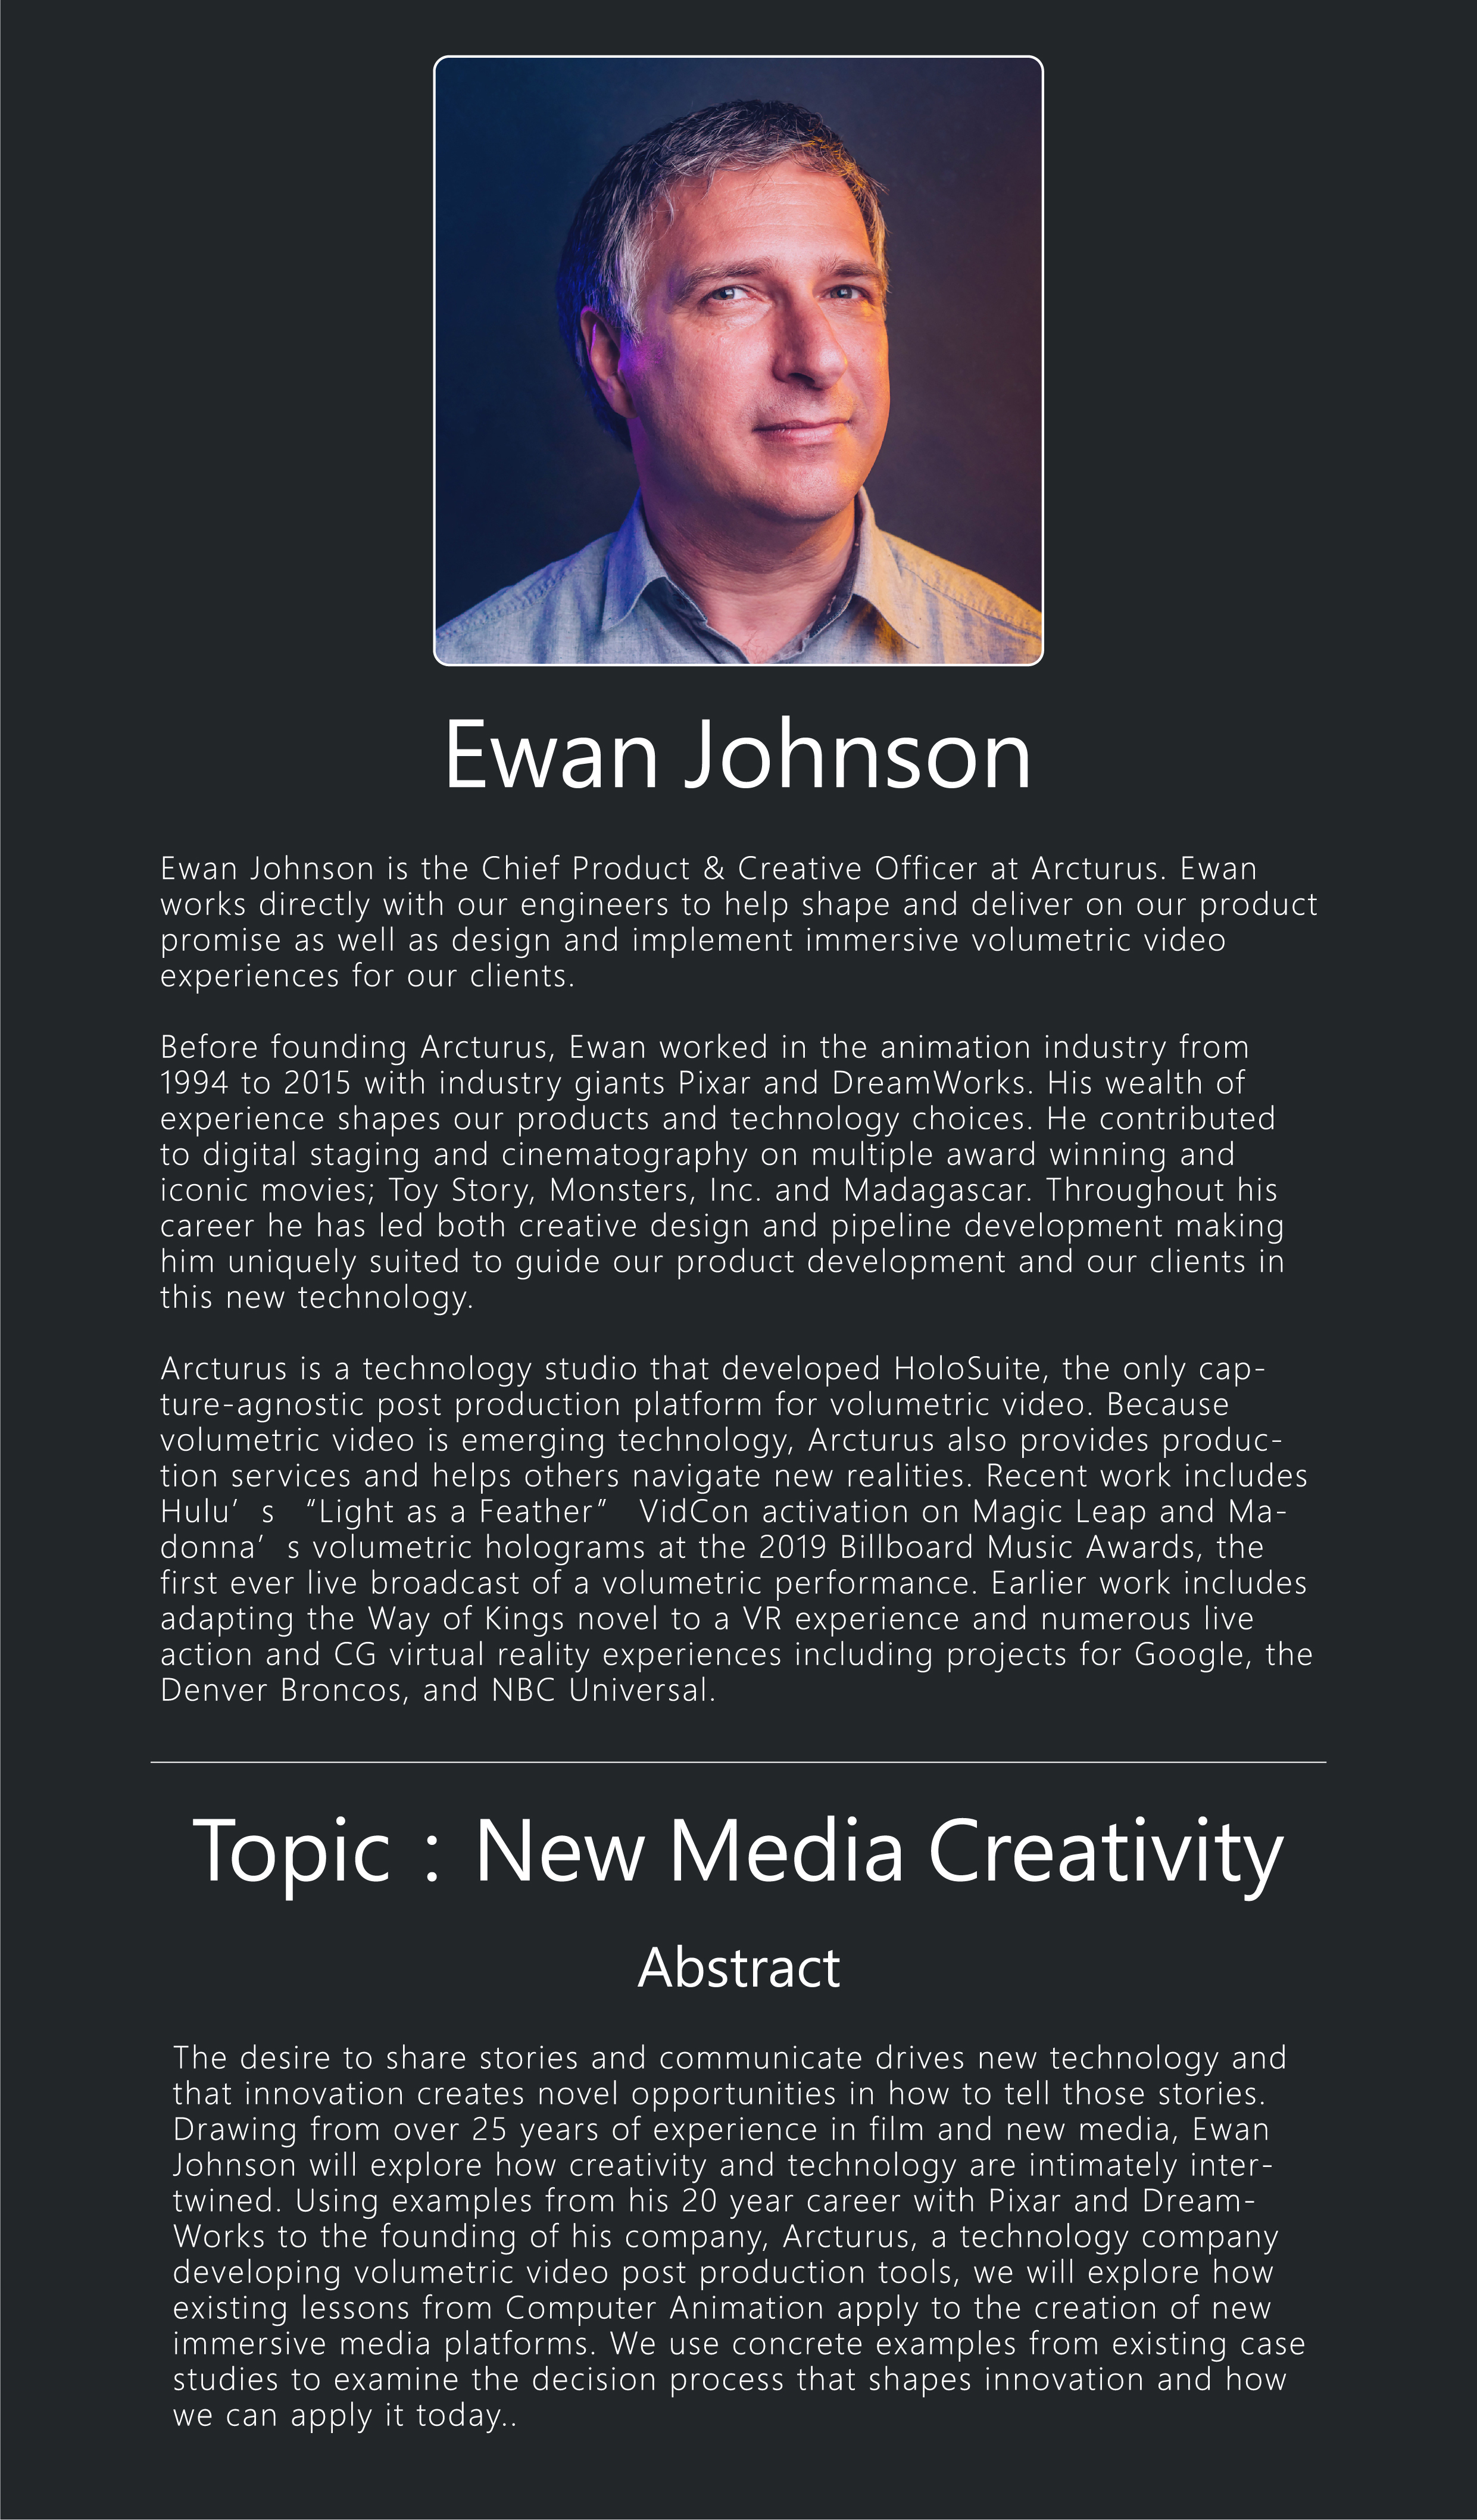 Ewan Johnson
Ewan Johnson is the Chief Product & Creative Officer at Arcturus. Ewan
works directly with our engineers to help shape and deliver on our product
promise as well as design and implement immersive volumetric video
experiences for our clients.
Before founding Arcturus, Ewan worked in the animation industry from
1994 to 2015 with industry giants Pixar and DreamWorks. His wealth of
experience shapes our products and technology choices. He contributed
to digital staging and cinematography on multiple award winning and
iconic movies; Toy Story, Monsters, Inc. and Madagascar. Throughout his
career he has led both creative design and pipeline development making
him uniquely suited to guide our product development and our clients in
this new technology.
Arcturus is a technology studio that developed HoloSuite, the only cap-
ture-agnostic post production platform for volumetric video. Because
volumetric video is emerging technology, Arcturus also provides produc-
tion services and helps others navigate new realities. Recent work includes
Hulu’s “Light as a Feather” VidCon activation on Magic Leap and Ma-
donna’s volumetric holograms at the 2019 Billboard Music Awards, the
first ever live broadcast of a volumetric performance. Earlier work includes
adapting the Way of Kings novel to a VR experience and numerous live
action and CG virtual reality experiences including projects for Google, the
Denver Broncos, and NBC Universal.
Topic：New Media Creativity
Abstract
The desire to share stories and communicate drives new technology and
that innovation creates novel opportunities in how to tell those stories.
Drawing from over 25 years of experience in film and new media, Ewan
Johnson will explore how creativity and technology are intimately inter-
twined. Using examples from his 20 year career with Pixar and Dream-
Works to the founding of his company, Arcturus, a technology company
developing volumetric video post production tools, we will explore how
existing lessons from Computer Animation apply to the creation of new
immersive media platforms. We use concrete examples from existing case
studies to examine the decision process that shapes innovation and how
we can apply it today..